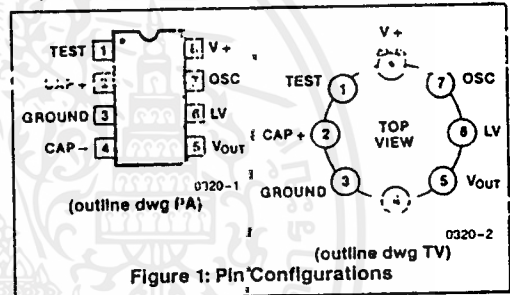 TEST 1 8 V+
CAP+ 2 7 OSC
GROUND 3 6 LV
CAP− 4 5 VOUT
0320-1
(outline dwg PA)
V+
TEST 1 7 OSC
CAP+ 2 TOP VIEW 6 LV
GROUND 3 5 VOUT
4
0320-2
(outline dwg TV)
Figure 1: Pin Configurations